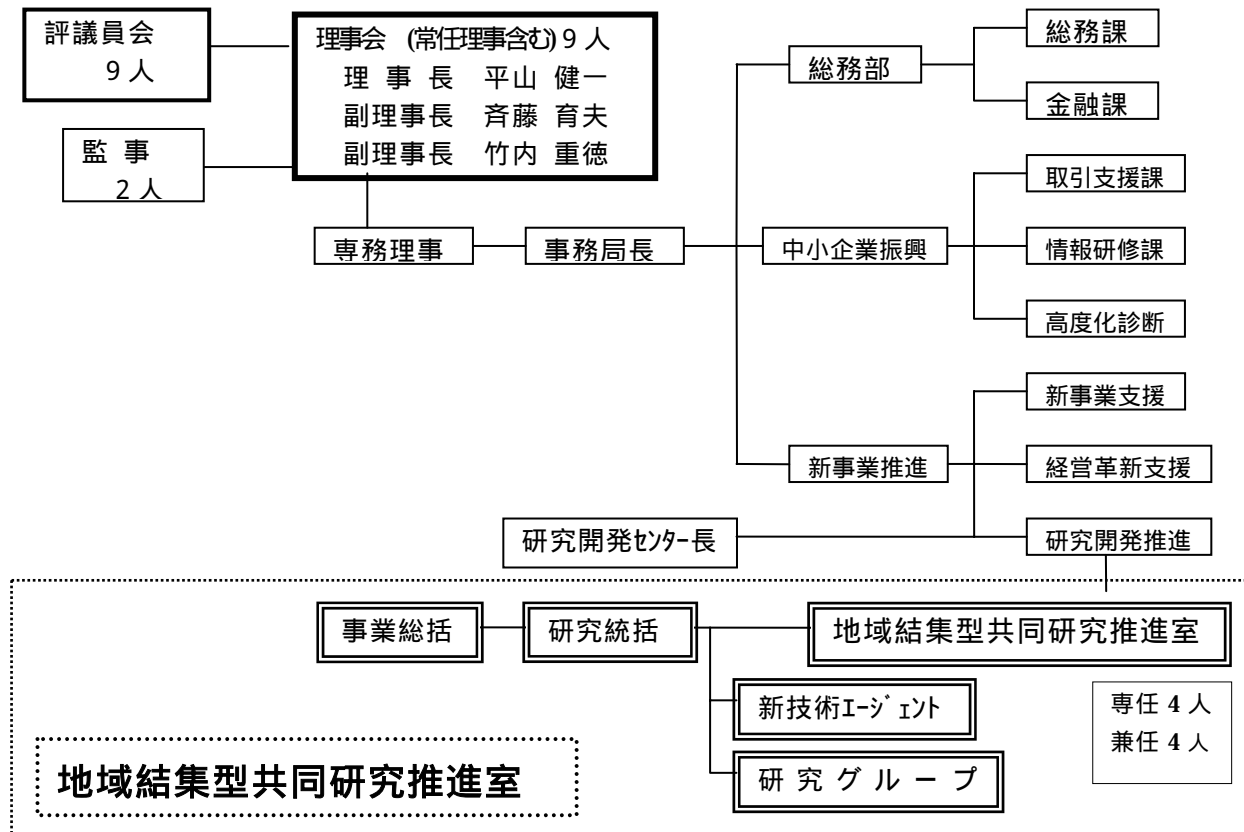 評議員会
9人
理事会 (常任理事含む)9人
理事長 平山 健一
副理事長 斉藤 育夫
副理事長 竹内 重徳
監事
2人
専務理事
事務局長
総務部
総務課
金融課
中小企業振興
取引支援課
情報研修課
高度化診断
新事業推進
新事業支援
経営革新支援
研究開発推進
研究開発ｾﾝﾀｰ長
事業総括
研究統括
地域結集型共同研究推進室
新技術ｴｰｼﾞｪﾝﾄ
研究グループ
専任4人
兼任4人
地域結集型共同研究推進室